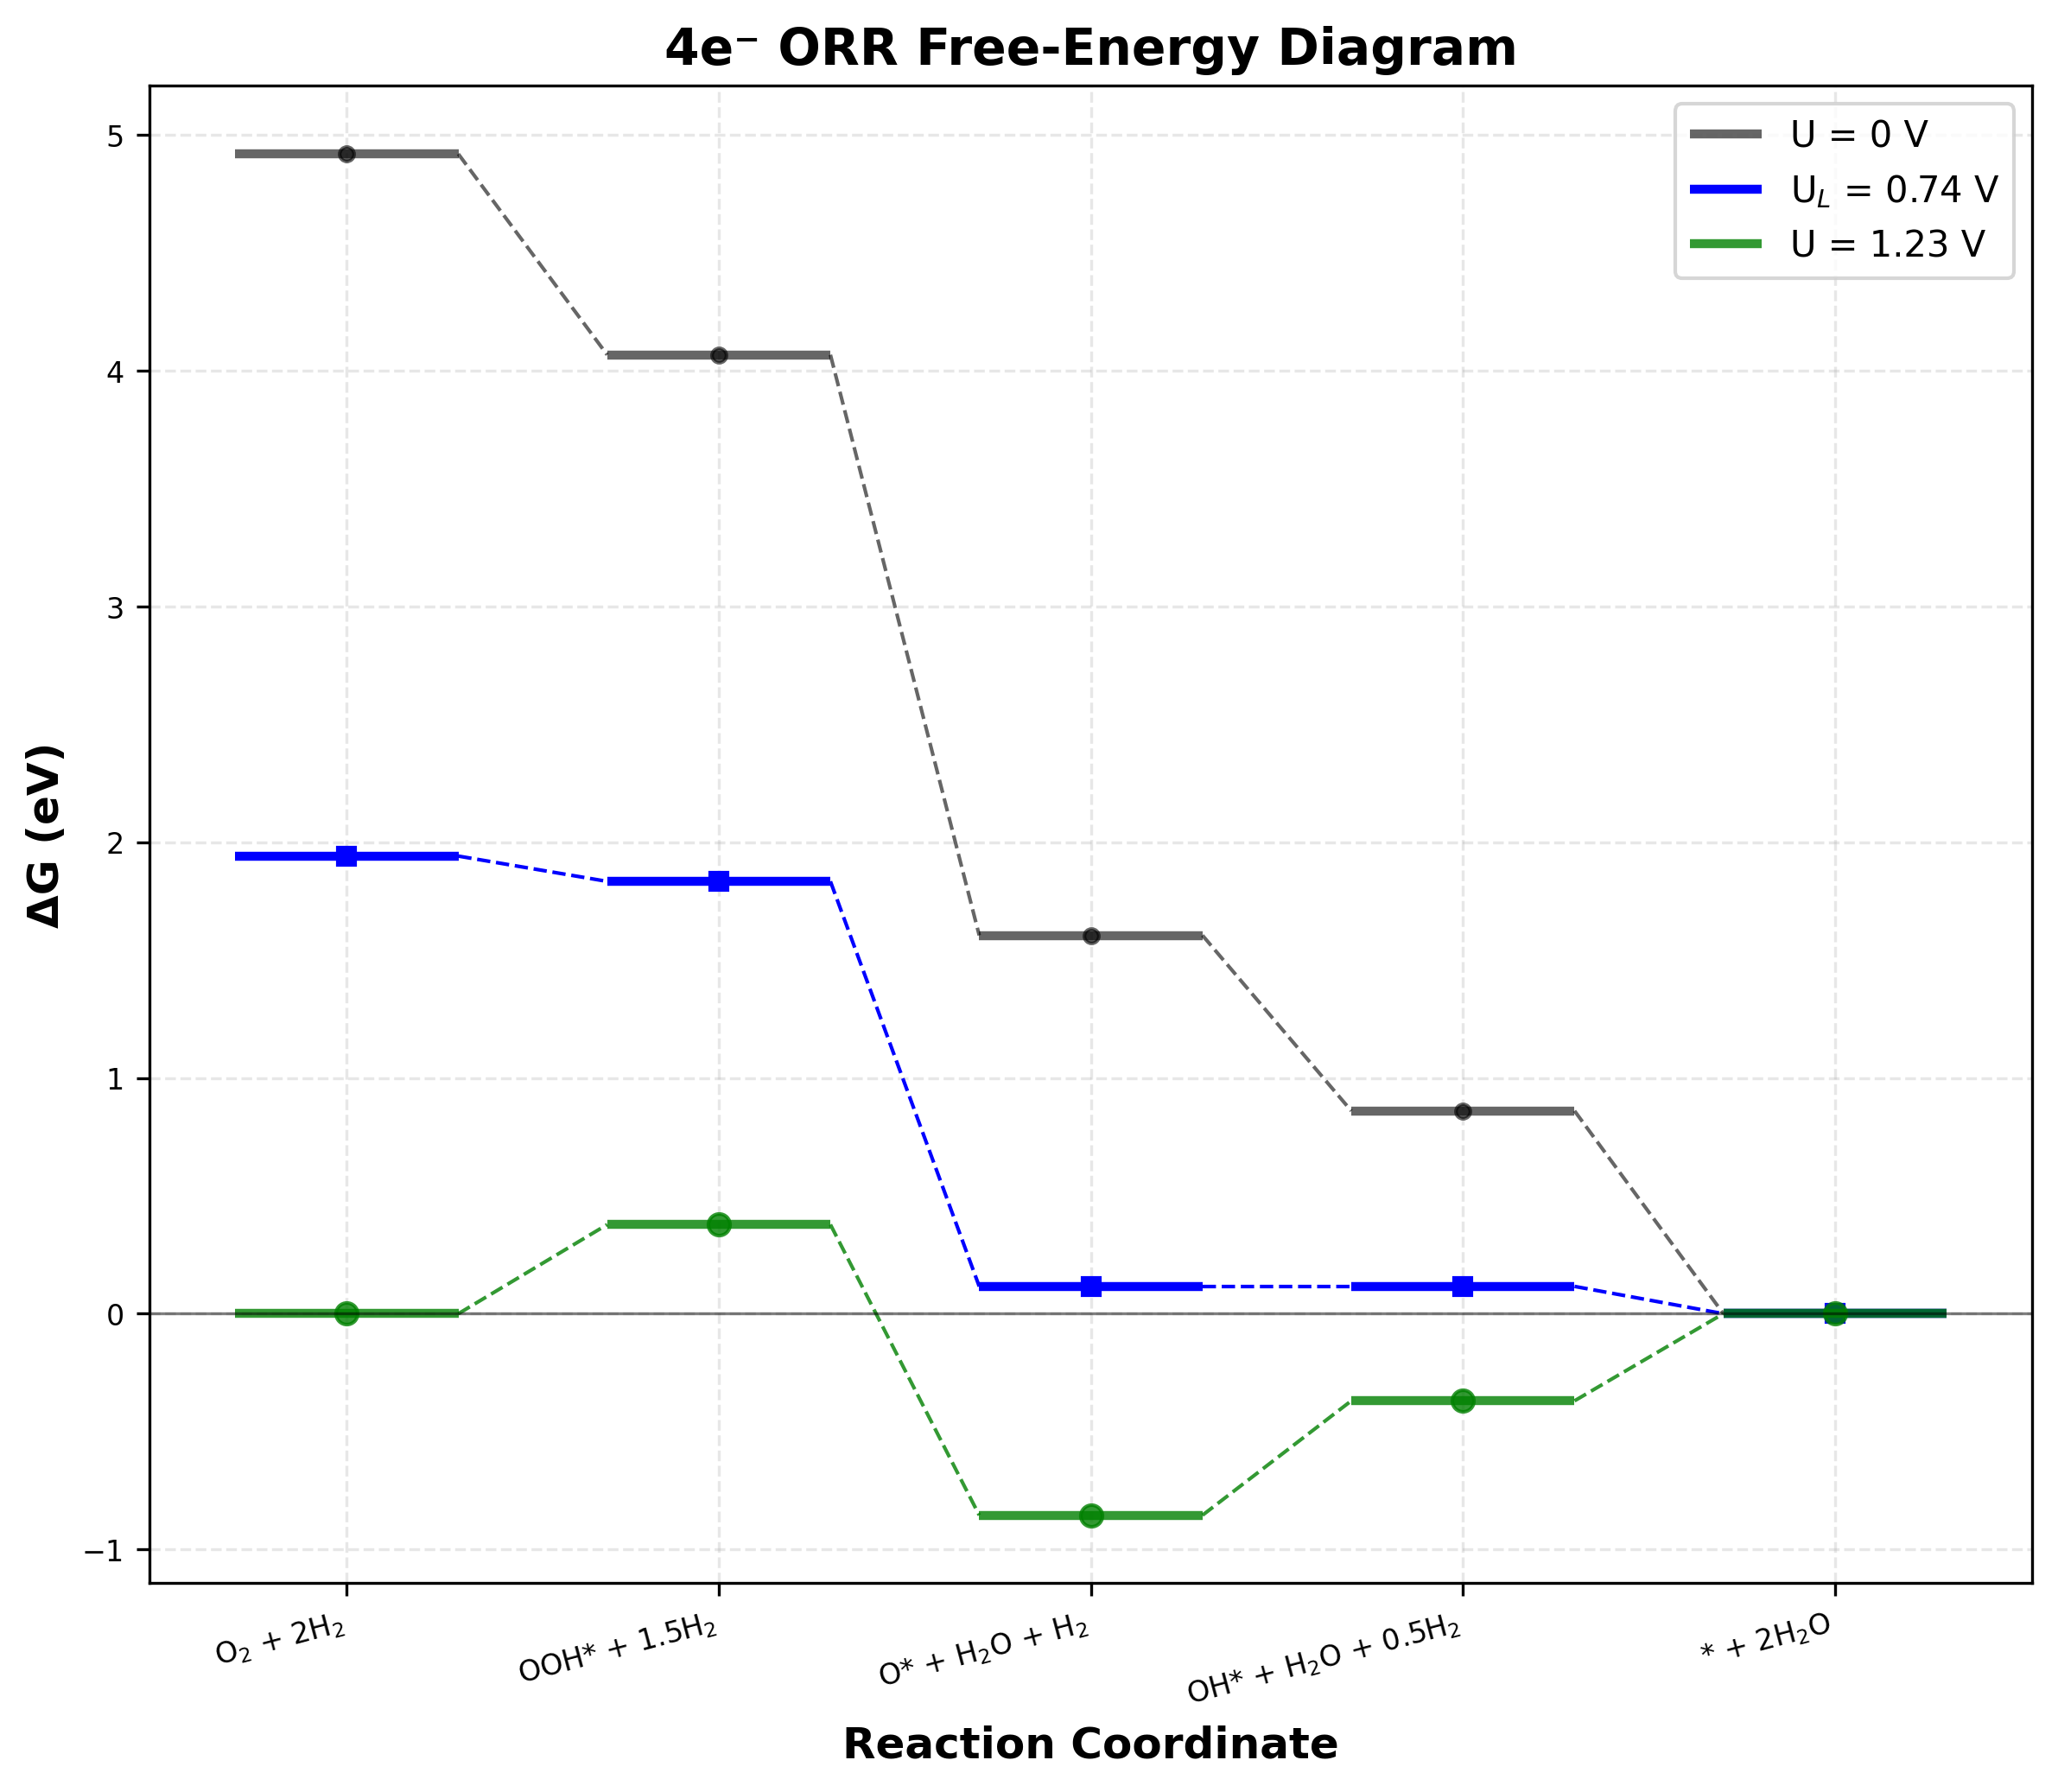 4e⁻ ORR Free-Energy Diagram
U = 0 V
U_L = 0.74 V
U = 1.23 V
ΔG (eV)
5
4
3
2
1
0
−1
O₂ + 2H₂
OOH* + 1.5H₂
O* + H₂O + H₂
OH* + H₂O + 0.5H₂
* + 2H₂O
Reaction Coordinate